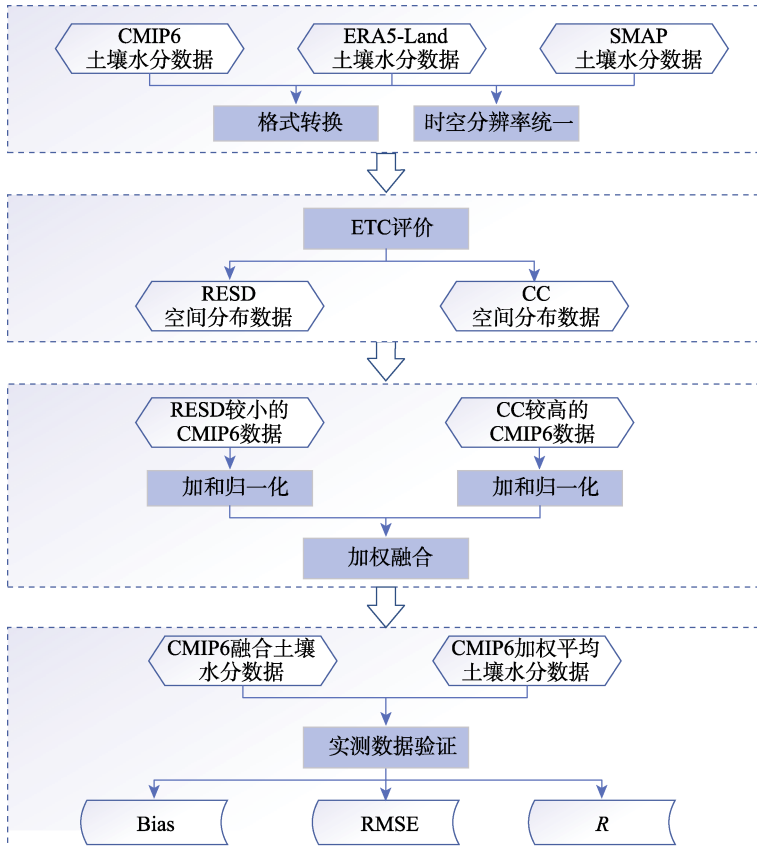 CMIP6
土壤水分数据
ERA5-Land
土壤水分数据
SMAP
土壤水分数据
格式转换
时空分辨率统一
ETC评价
RESD
空间分布数据
CC
空间分布数据
RESD较小的
CMIP6数据
CC较高的
CMIP6数据
加和归一化
加和归一化
加权融合
CMIP6融合土壤
水分数据
CMIP6加权平均
土壤水分数据
实测数据验证
Bias
RMSE
R